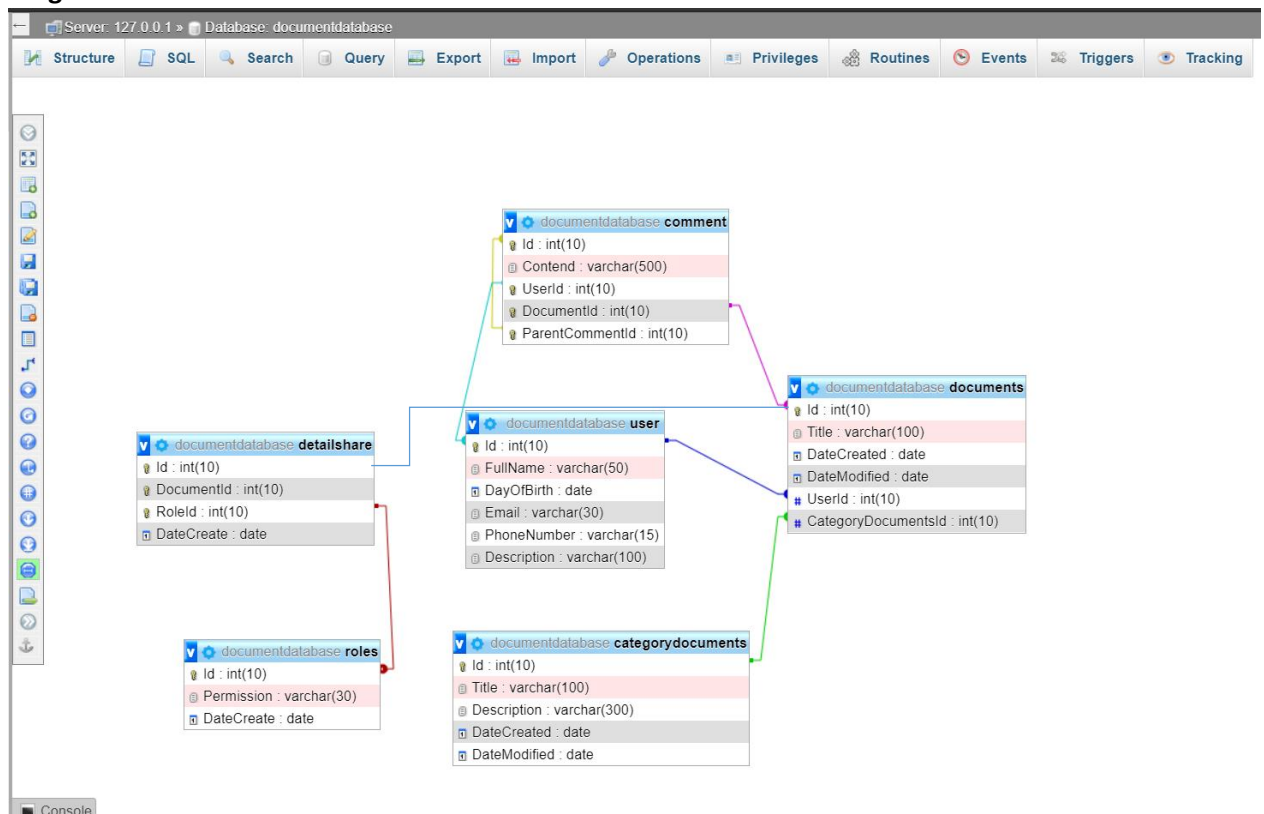 ← Server: 127.0.0.1 » Database: documentdatabase
Structure SQL Search Query Export Import Operations Privileges Routines Events Triggers Tracking
v documentdatabase comment
Id : int(10)
Contend : varchar(500)
UserId : int(10)
DocumentId : int(10)
ParentCommentId : int(10)
v documentdatabase documents
Id : int(10)
Title : varchar(100)
DateCreated : date
DateModified : date
UserId : int(10)
CategoryDocumentsId : int(10)
v documentdatabase user
Id : int(10)
FullName : varchar(50)
DayOfBirth : date
Email : varchar(30)
PhoneNumber : varchar(15)
Description : varchar(100)
v documentdatabase detailshare
Id : int(10)
DocumentId : int(10)
RoleId : int(10)
DateCreate : date
v documentdatabase roles
Id : int(10)
Permission : varchar(30)
DateCreate : date
v documentdatabase categorydocuments
Id : int(10)
Title : varchar(100)
Description : varchar(300)
DateCreated : date
DateModified : date
Console